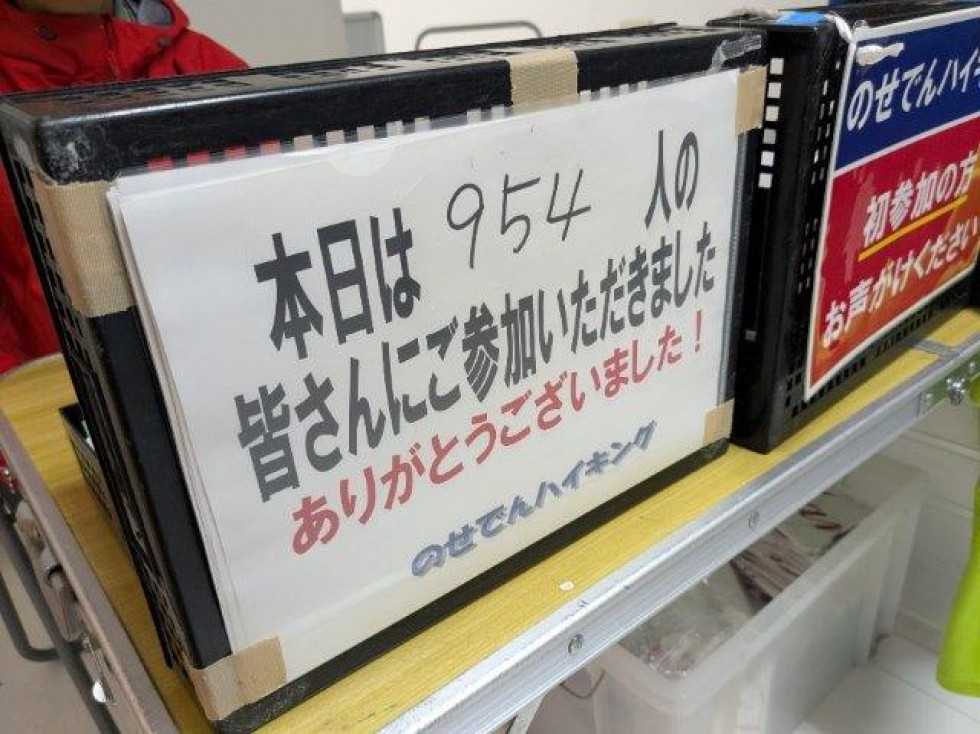 本日は 954 人の
皆さんにご参加いただきました
ありがとうございました！
のせでんハイキング
のせでんハイ
初参加の方
お声がけください